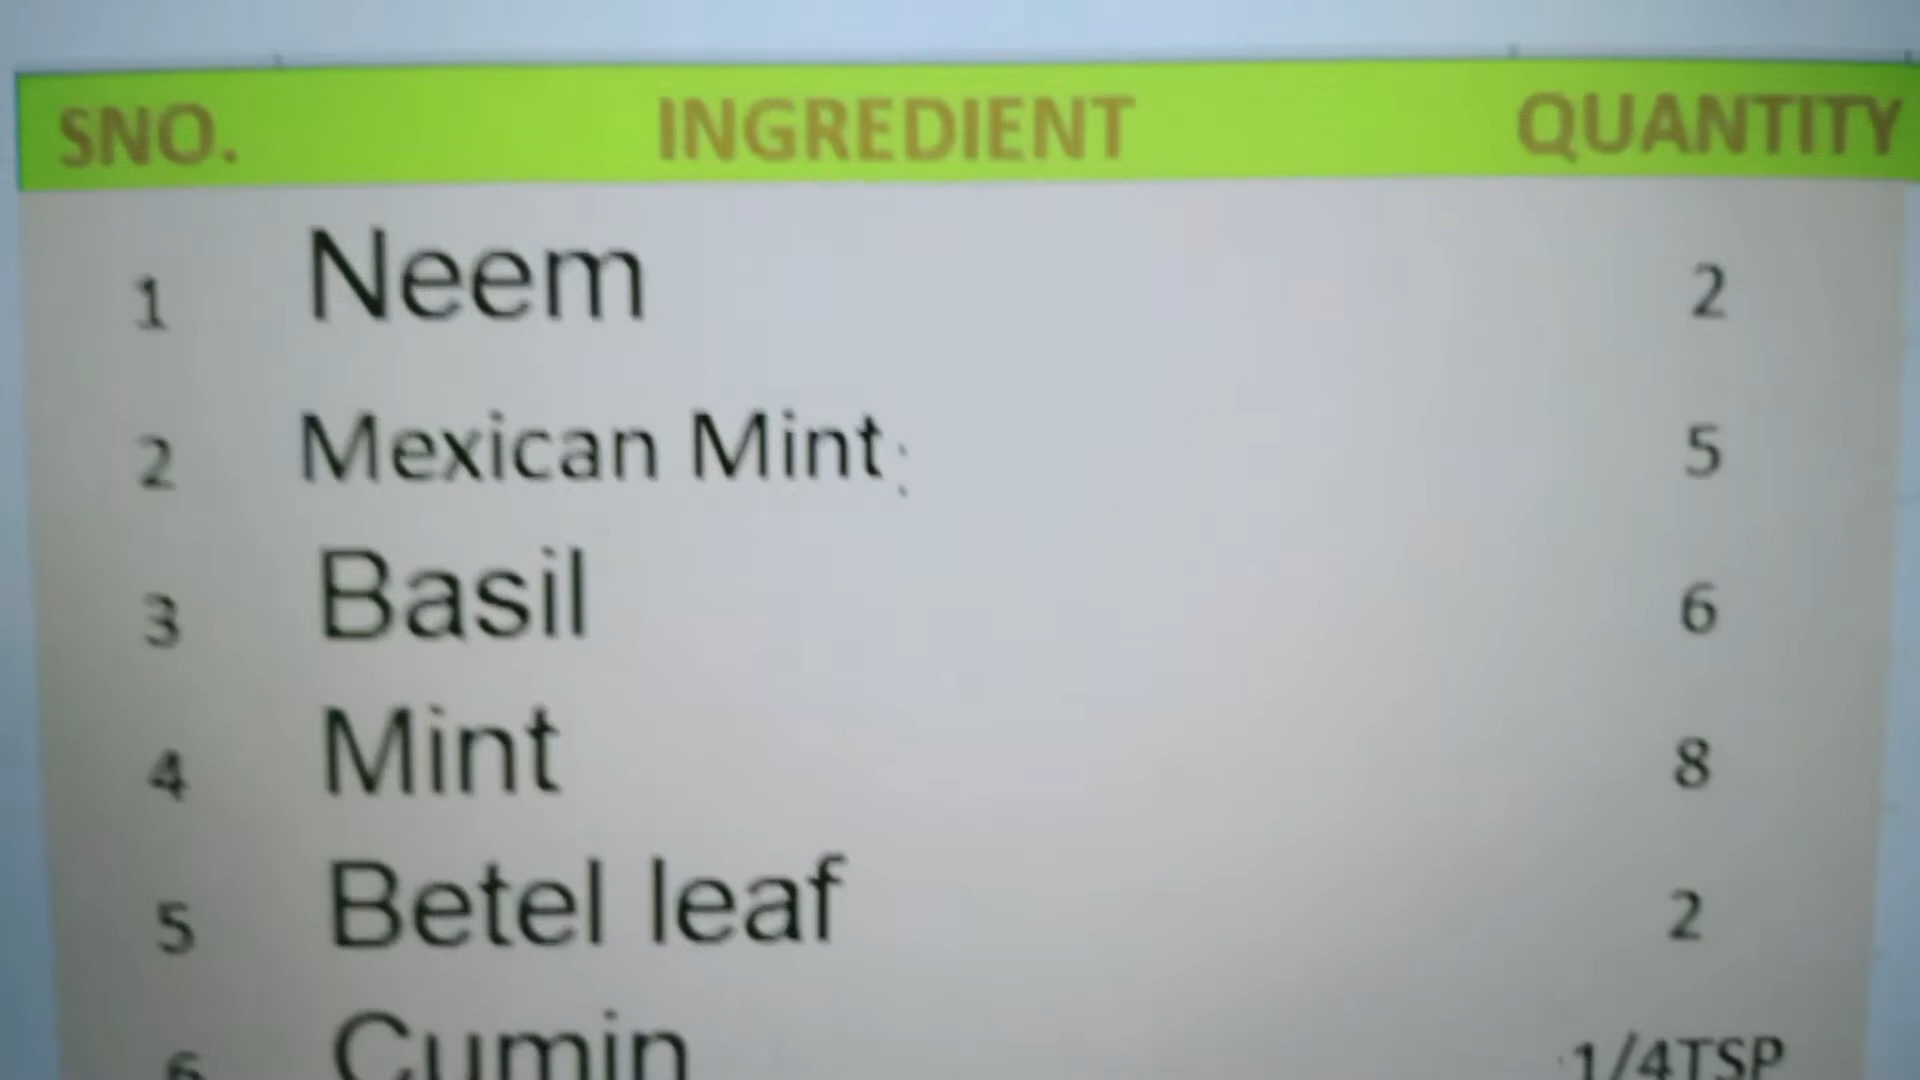 SNO. INGREDIENT QUANTITY
1 Neem 2
2 Mexican Mint 5
3 Basil 6
4 Mint 8
5 Betel leaf 2
6 Cumin 1/4TSP